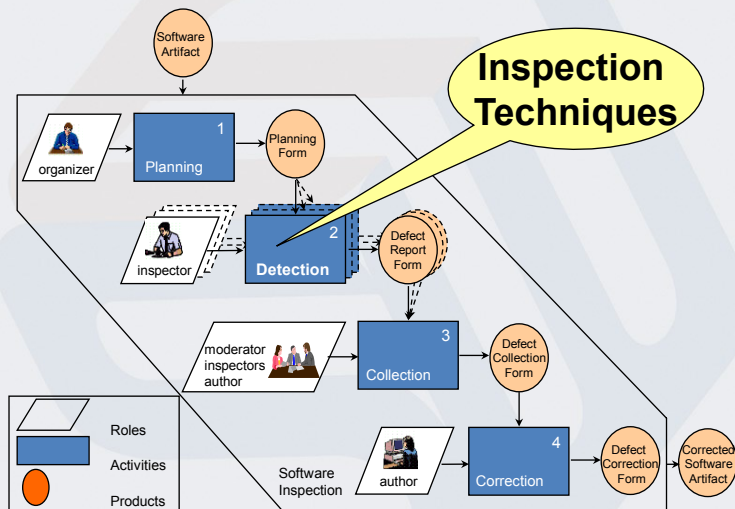 Software
Artifact
Inspection
Techniques
1
Planning
organizer
Planning
Form
2
Detection
inspector
Defect
Report
Form
3
Collection
moderator
inspectors
author
Defect
Collection
Form
4
Correction
author
Defect
Correction
Form
Corrected
Software
Artifact
Software
Inspection
Roles
Activities
Products